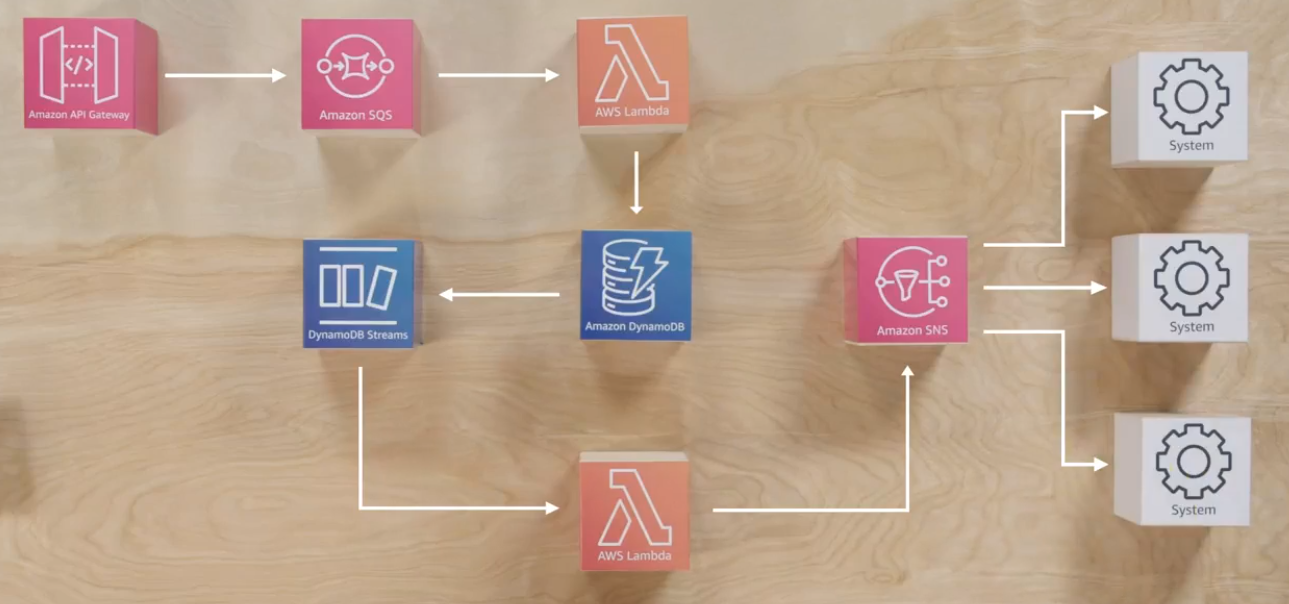 Amazon API Gateway
Amazon SQS
AWS Lambda
System
DynamoDB Streams
Amazon DynamoDB
Amazon SNS
System
AWS Lambda
System